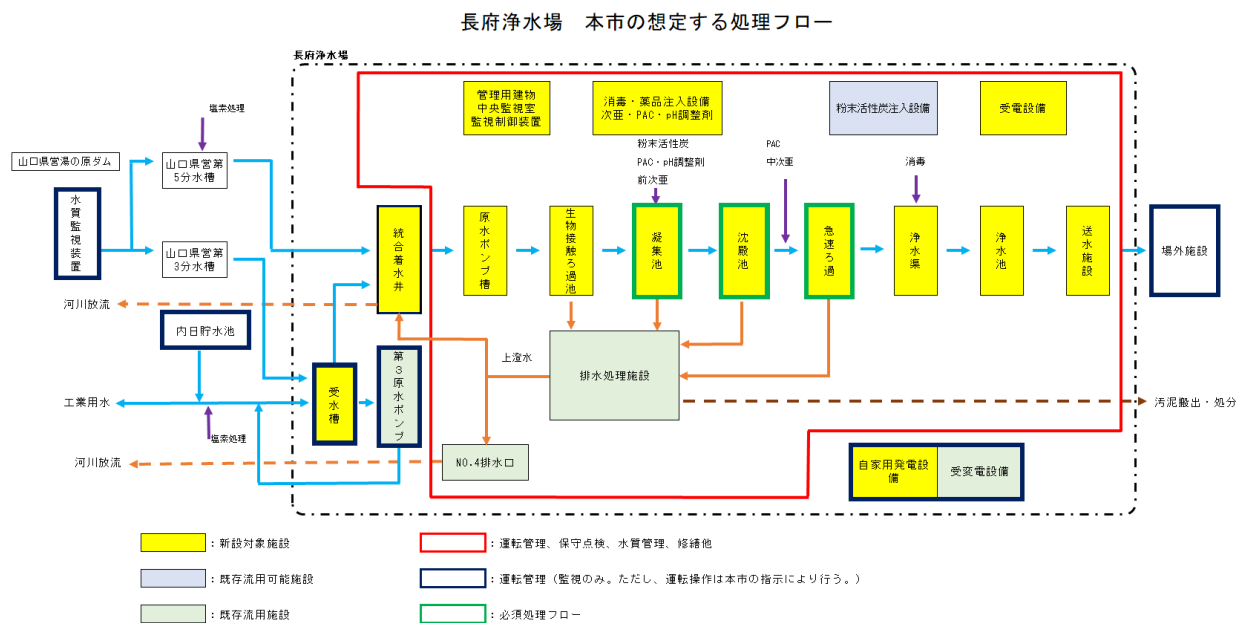 長府浄水場　本市の想定する処理フロー
長府浄水場
管理用建物
中央監視室
監視制御装置
消毒・薬品注入設備
次亜・PAC・pH調整剤
粉末活性炭注入設備
受電設備
塩素処理
粉末活性炭
PAC・pH調整剤
前次亜
PAC
中次亜
消毒
山口県営湯の原ダム
山口県営第
5分水槽
水質監視装置
山口県営第
3分水槽
統合着水井
原水ポンプ槽
生物接触ろ過池
凝集池
沈澱池
急速ろ過
浄水渠
浄水池
送水施設
場外施設
河川放流
内日貯水池
上澄水
排水処理施設
第3原水ポンプ
受水槽
工業用水
汚泥搬出・処分
塩素処理
河川放流
NO.4排水口
自家用発電設
備
受変電設備
：新設対象施設
：運転管理、保守点検、水質管理、修繕他
：既存流用可能施設
：運転管理（監視のみ。ただし、運転操作は本市の指示により行う。）
：既存流用施設
：必須処理フロー